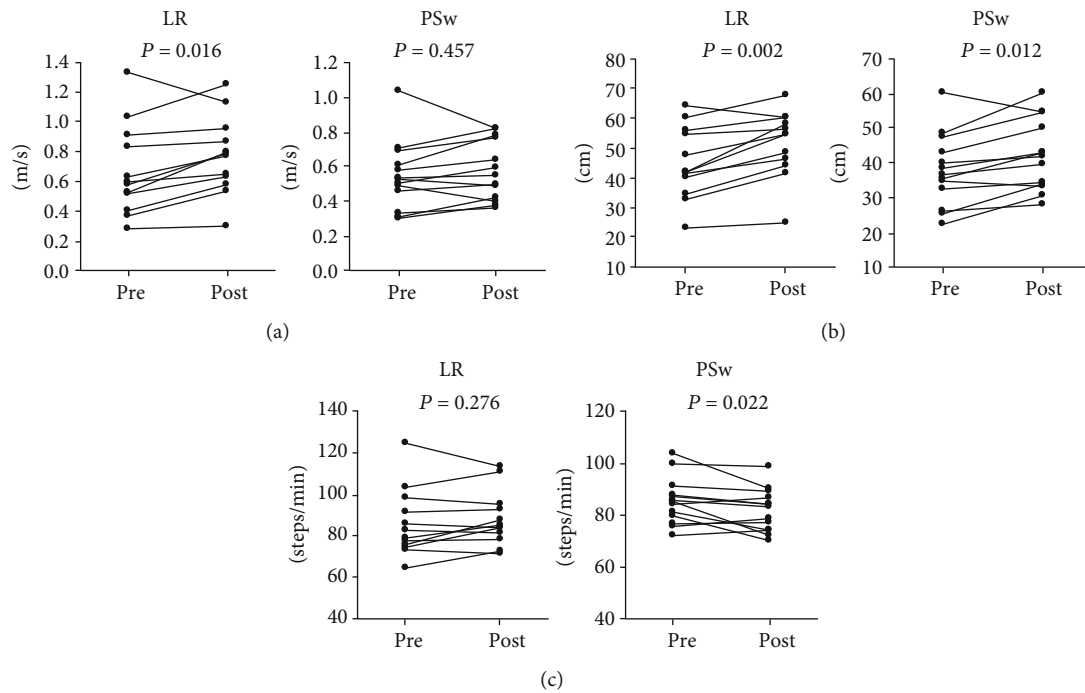 LR
P = 0.016
1.4
1.2
1.0
0.8
0.6
0.4
0.2
0.0
(m/s)
Pre Post
PSw
P = 0.457
1.2
1.0
0.8
0.6
0.4
0.2
0.0
(m/s)
Pre Post
(a)
LR
P = 0.002
80
70
60
50
40
30
20
10
(cm)
Pre Post
PSw
P = 0.012
70
60
50
40
30
20
10
(cm)
Pre Post
(b)
LR
P = 0.276
140
120
100
80
60
40
(steps/min)
Pre Post
PSw
P = 0.022
120
100
80
60
40
(steps/min)
Pre Post
(c)